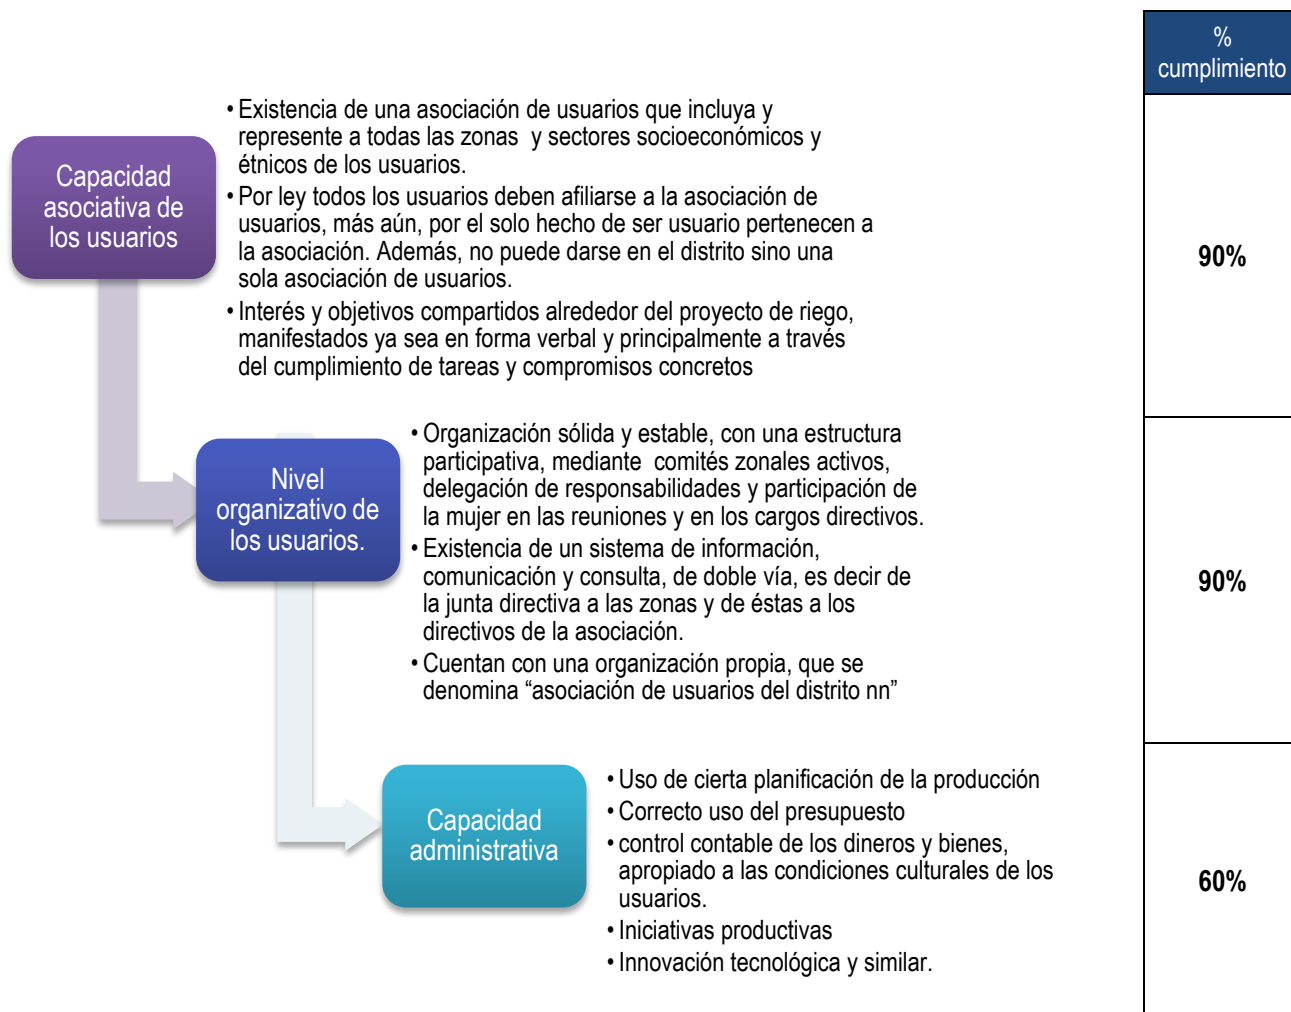 %
cumplimiento
Capacidad
asociativa de
los usuarios
• Existencia de una asociación de usuarios que incluya y
represente a todas las zonas y sectores socioeconómicos y
étnicos de los usuarios.
• Por ley todos los usuarios deben afiliarse a la asociación de
usuarios, más aún, por el solo hecho de ser usuario pertenecen a
la asociación. Además, no puede darse en el distrito sino una
sola asociación de usuarios.
• Interés y objetivos compartidos alrededor del proyecto de riego,
manifestados ya sea en forma verbal y principalmente a través
del cumplimiento de tareas y compromisos concretos
90%
Nivel
organizativo de
los usuarios.
• Organización sólida y estable, con una estructura
participativa, mediante comités zonales activos,
delegación de responsabilidades y participación de
la mujer en las reuniones y en los cargos directivos.
• Existencia de un sistema de información,
comunicación y consulta, de doble vía, es decir de
la junta directiva a las zonas y de éstas a los
directivos de la asociación.
• Cuentan con una organización propia, que se
denomina “asociación de usuarios del distrito nn”
90%
Capacidad
administrativa
• Uso de cierta planificación de la producción
• Correcto uso del presupuesto
• control contable de los dineros y bienes,
apropiado a las condiciones culturales de los
usuarios.
• Iniciativas productivas
• Innovación tecnológica y similar.
60%